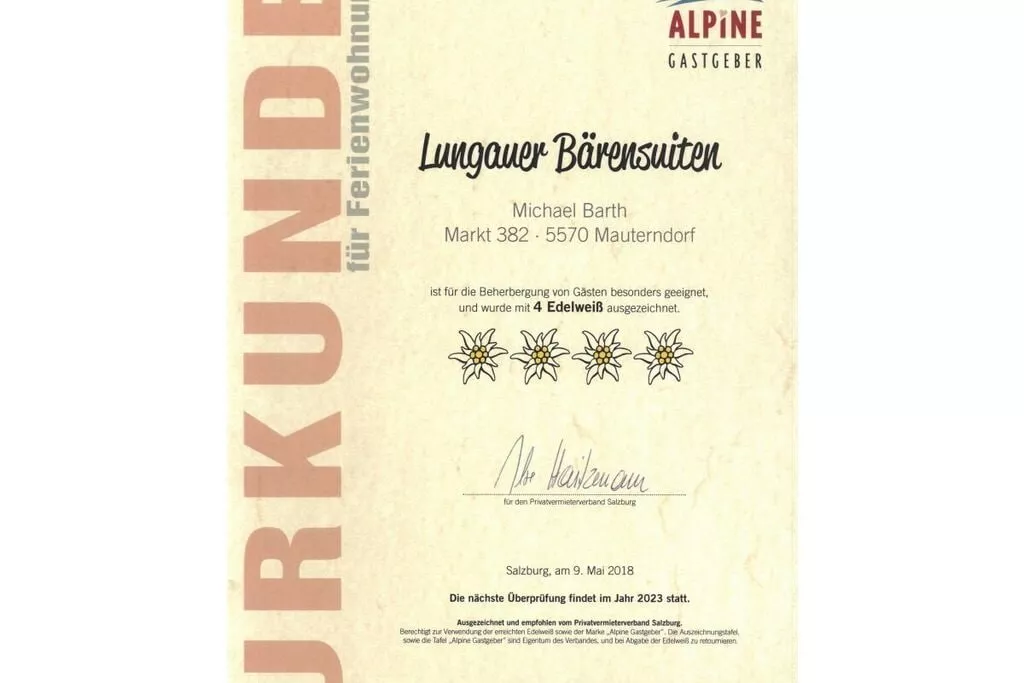 URKUNDE
für Ferienwohnu
ALPINE
GASTGEBER
Lungauer Bärensuiten
Michael Barth
Markt 382 · 5570 Mauterndorf
ist für die Beherbergung von Gästen besonders geeignet,
und wurde mit 4 Edelweiß ausgezeichnet.
für den Privatvermieterverband Salzburg
Salzburg, am 9. Mai 2018
Die nächste Überprüfung findet im Jahr 2023 statt.
Ausgezeichnet und empfohlen vom Privatvermieterverband Salzburg.
Berechtigt zur Verwendung der erreichten Edelweiß sowie der Marke „Alpine Gastgeber". Die Auszeichnungstafel,
sowie die Tafel „Alpine Gastgeber" sind Eigentum des Verbandes, und bei Abgabe der Edelweiß zu retournieren.